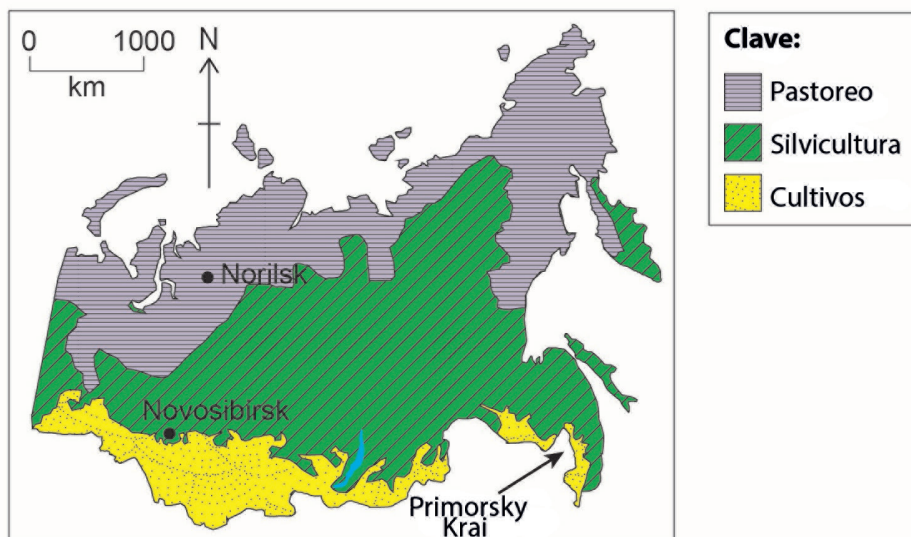 0 1000
km
N
Norilsk
Novosibirsk
Primorsky
Krai
Clave:
Pastoreo
Silvicultura
Cultivos